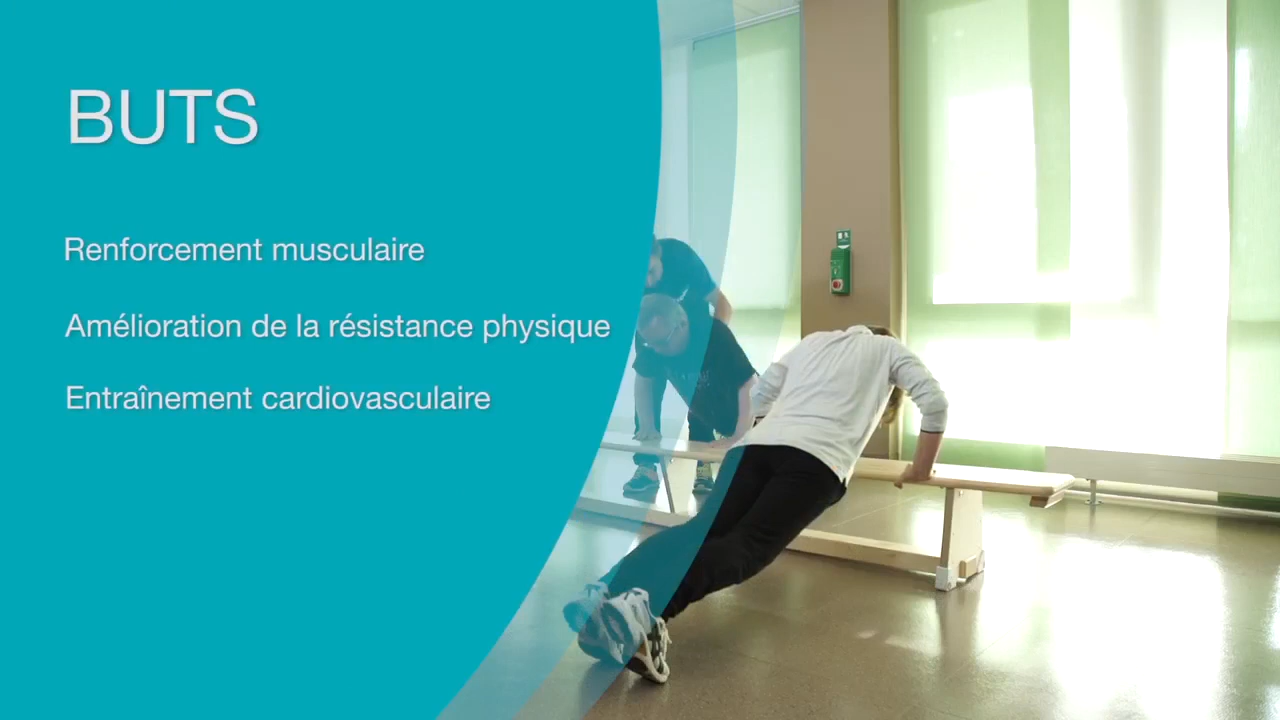 BUTS
Renforcement musculaire
Amélioration de la résistance physique
Entraînement cardiovasculaire